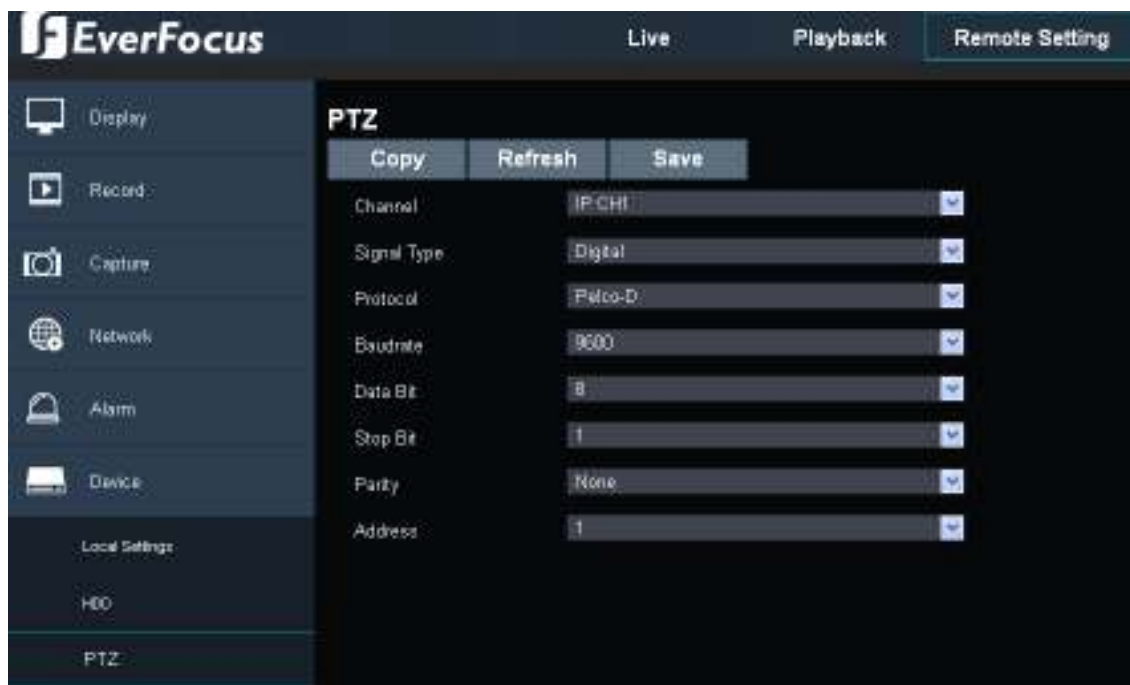 EverFocus
Live Playback Remote Setting
Display
Record
Capture
Network
Alarm
Device
Local Settings
HDD
PTZ
PTZ
Copy Refresh Save
Channel IP CH1
Signal Type Digital
Protocol Pelco-D
Baudrate 9600
Data Bit 8
Stop Bit 1
Parity None
Address 1